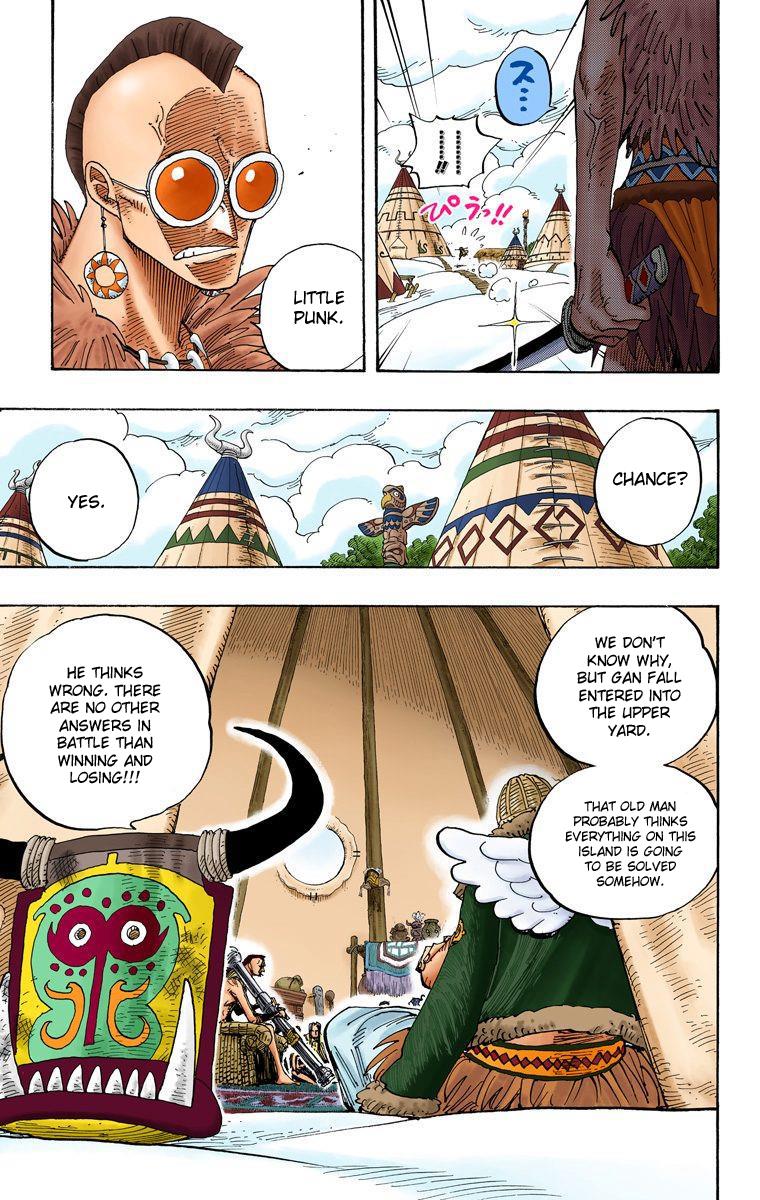 ス…
………!!
ぴうっ!!
LITTLE
PUNK.
CHANCE?
YES.
WE DON'T
KNOW WHY,
BUT GAN FALL
ENTERED INTO
THE UPPER
YARD.
THAT OLD MAN
PROBABLY THINKS
EVERYTHING ON THIS
ISLAND IS GOING
TO BE SOLVED
SOMEHOW.
HE THINKS
WRONG. THERE
ARE NO OTHER
ANSWERS IN
BATTLE THAN
WINNING AND
LOSING!!!